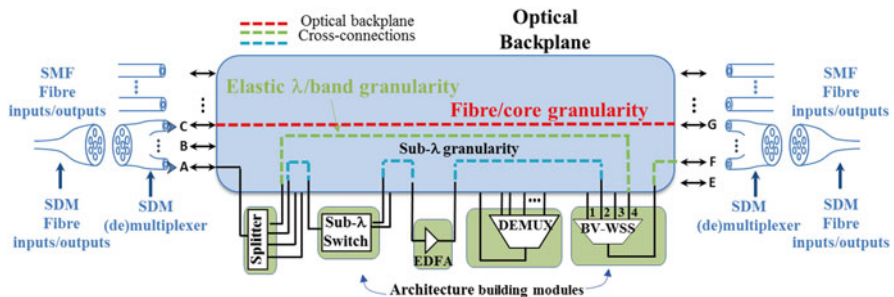 Optical backplane
Cross-connections
Optical
Backplane
SMF
Fibre
inputs/outputs
SMF
Fibre
inputs/outputs
Elastic λ/band granularity
Fibre/core granularity
Sub-λ granularity
C
B
A
G
F
E
SDM
Fibre
inputs/outputs
SDM
(de)multiplexer
Splitter
Sub-λ
Switch
EDFA
DEMUX
1 2 3 4
BV-WSS
SDM
(de)multiplexer
SDM
Fibre
inputs/outputs
Architecture building modules